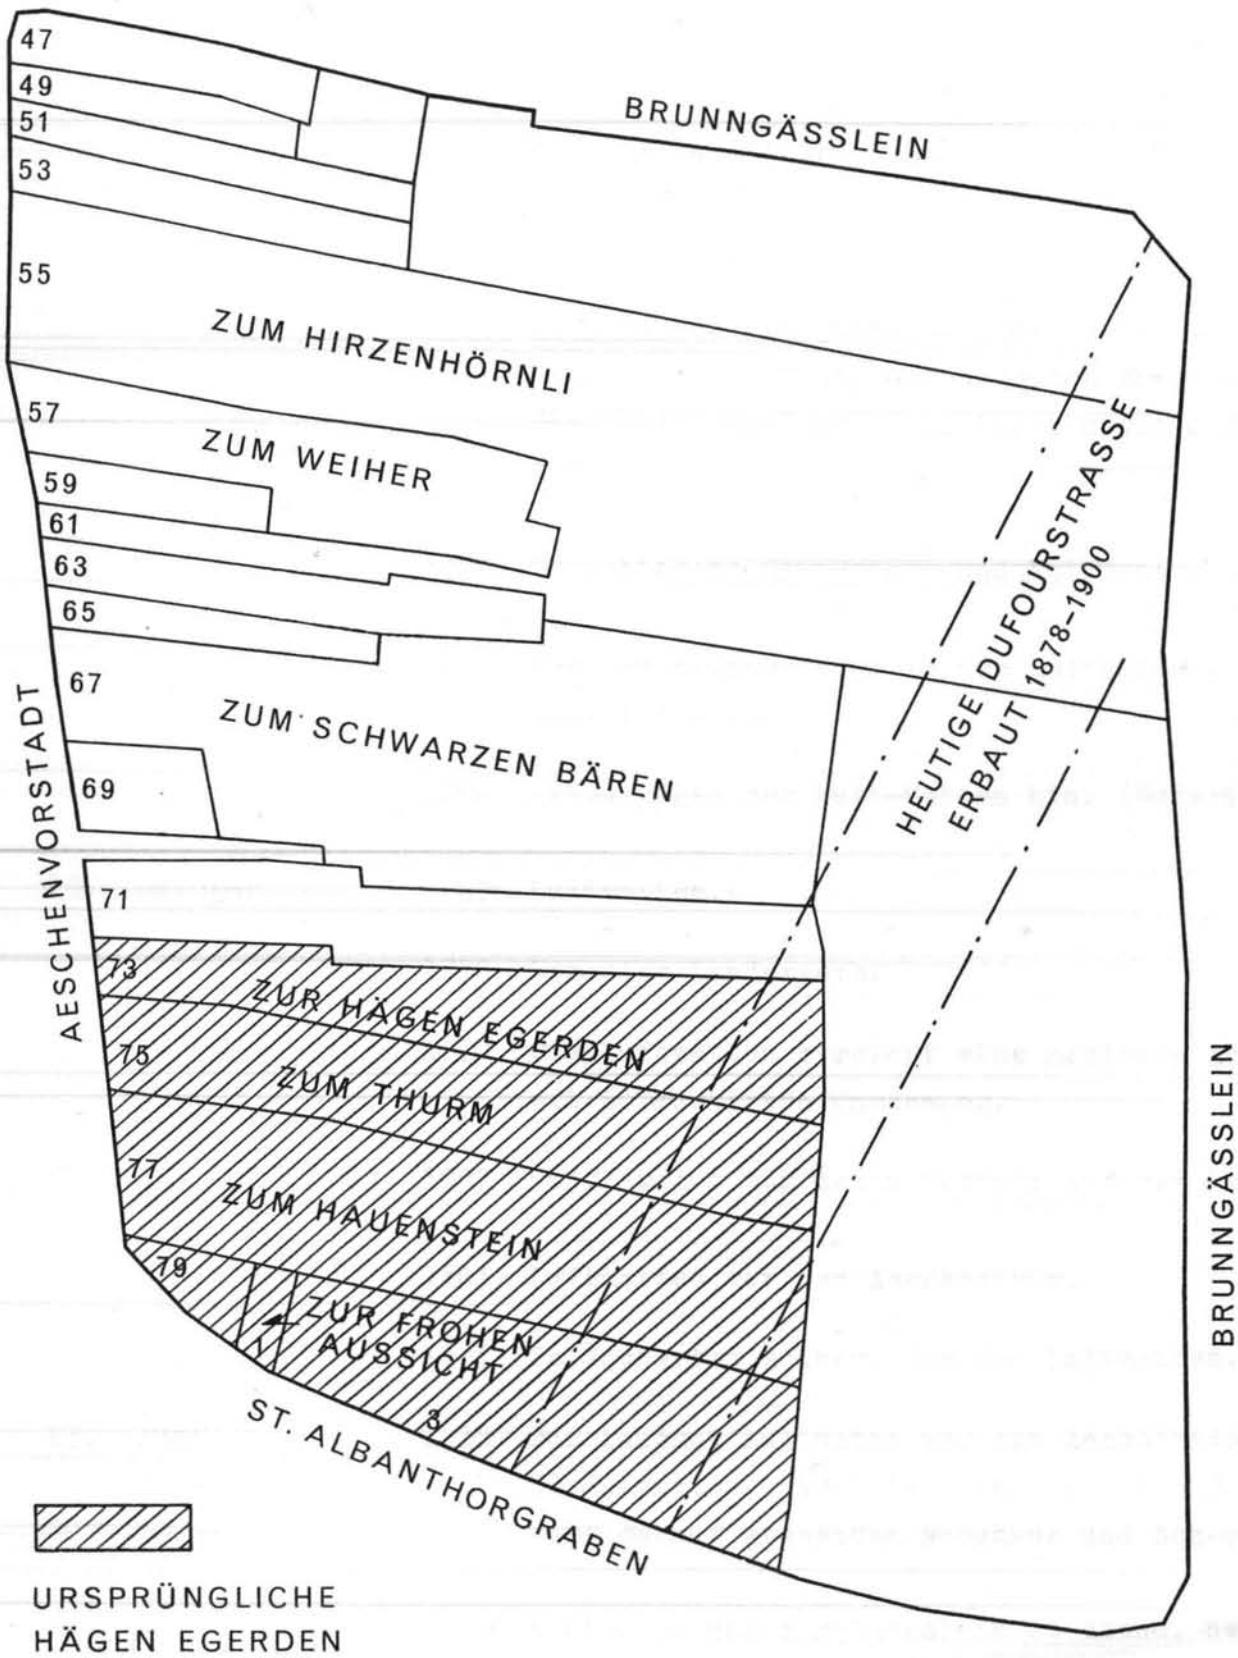 47
49
51
53
55
57
59
61
63
65
67
69
71
73
75
77
79
1
3
BRUNNGÄSSLEIN
ZUM HIRZENHÖRNLI
ZUM WEIHER
ZUM SCHWARZEN BÄREN
HEUTIGE DUFOURSTRASSE
ERBAUT 1878–1900
AESCHENVORSTADT
ZUR HÄGEN EGERDEN
ZUM THURM
ZUM HAUENSTEIN
ZUR FROHEN
AUSSICHT
ST. ALBANTHORGRABEN
BRUNNGÄSSLEIN
URSPRÜNGLICHE
HÄGEN EGERDEN